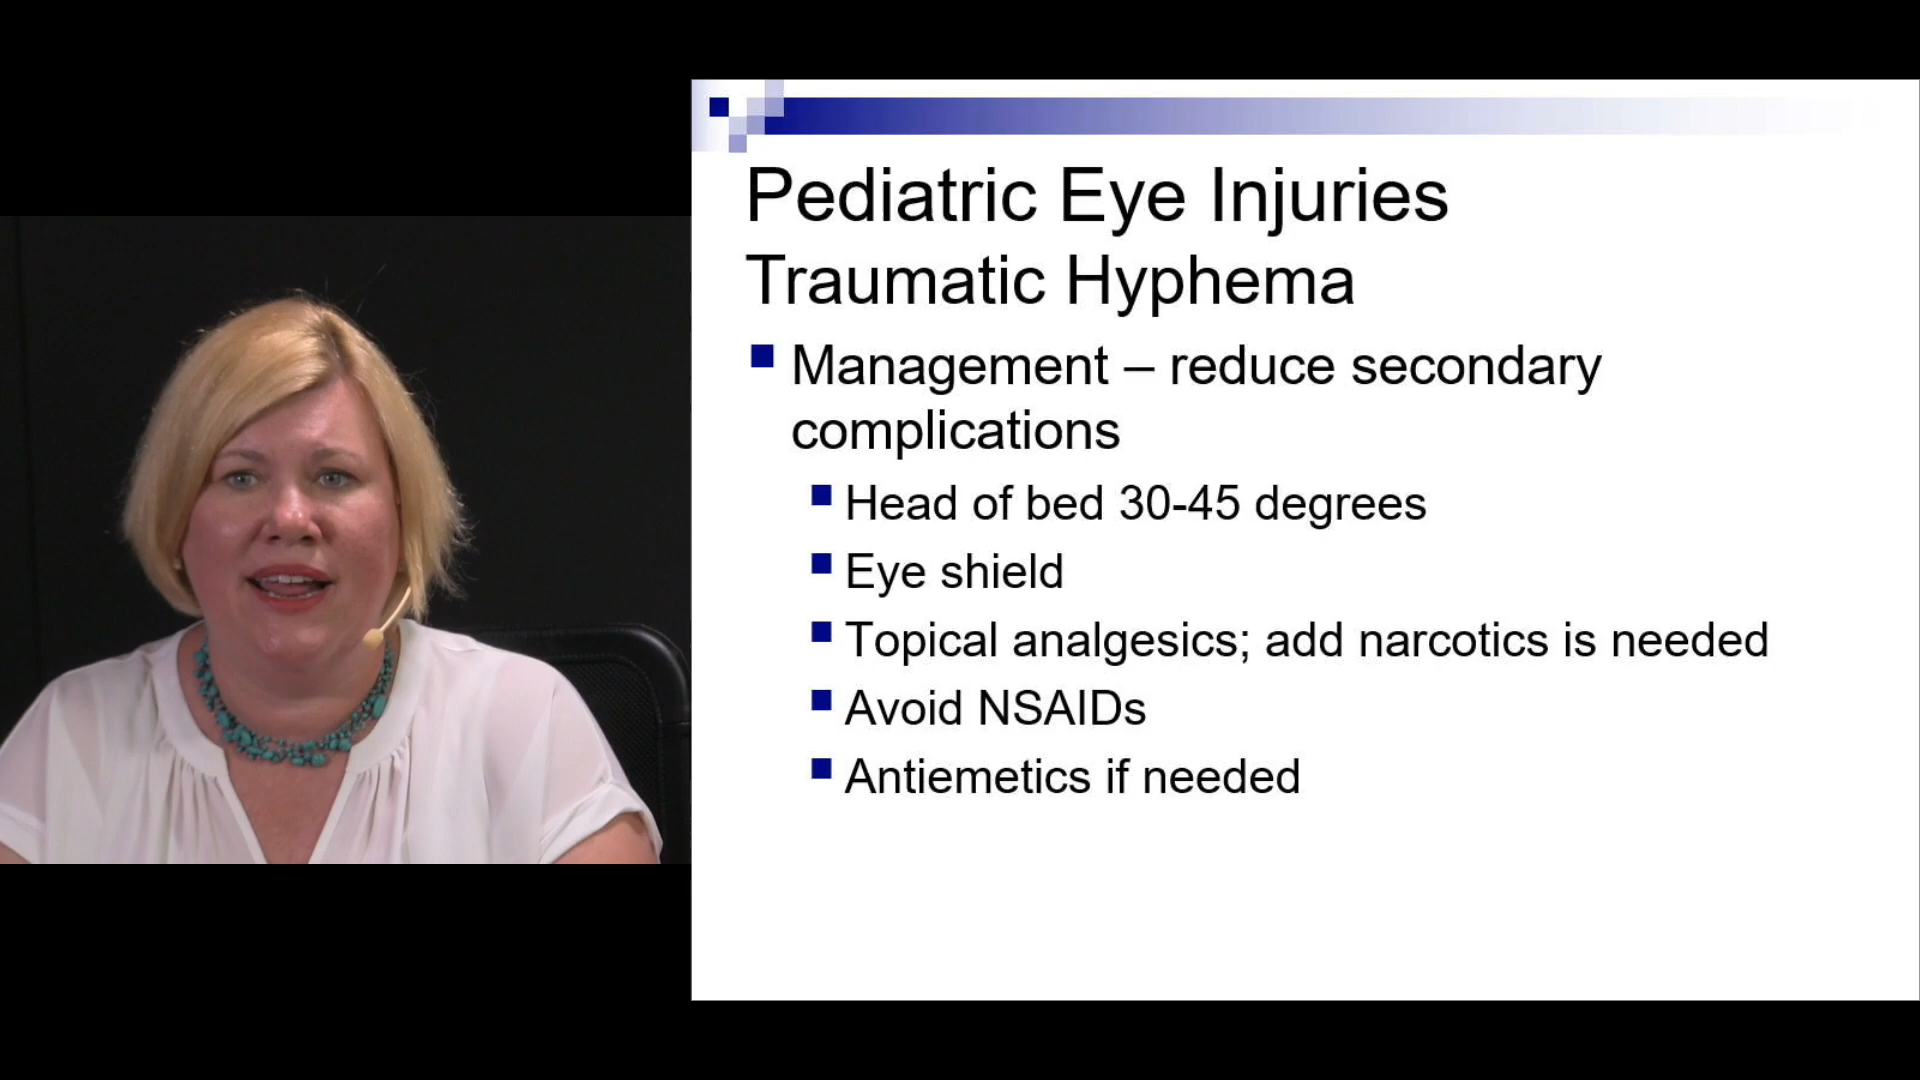 Pediatric Eye Injuries
Traumatic Hyphema
Management – reduce secondary
complications
Head of bed 30-45 degrees
Eye shield
Topical analgesics; add narcotics is needed
Avoid NSAIDs
Antiemetics if needed